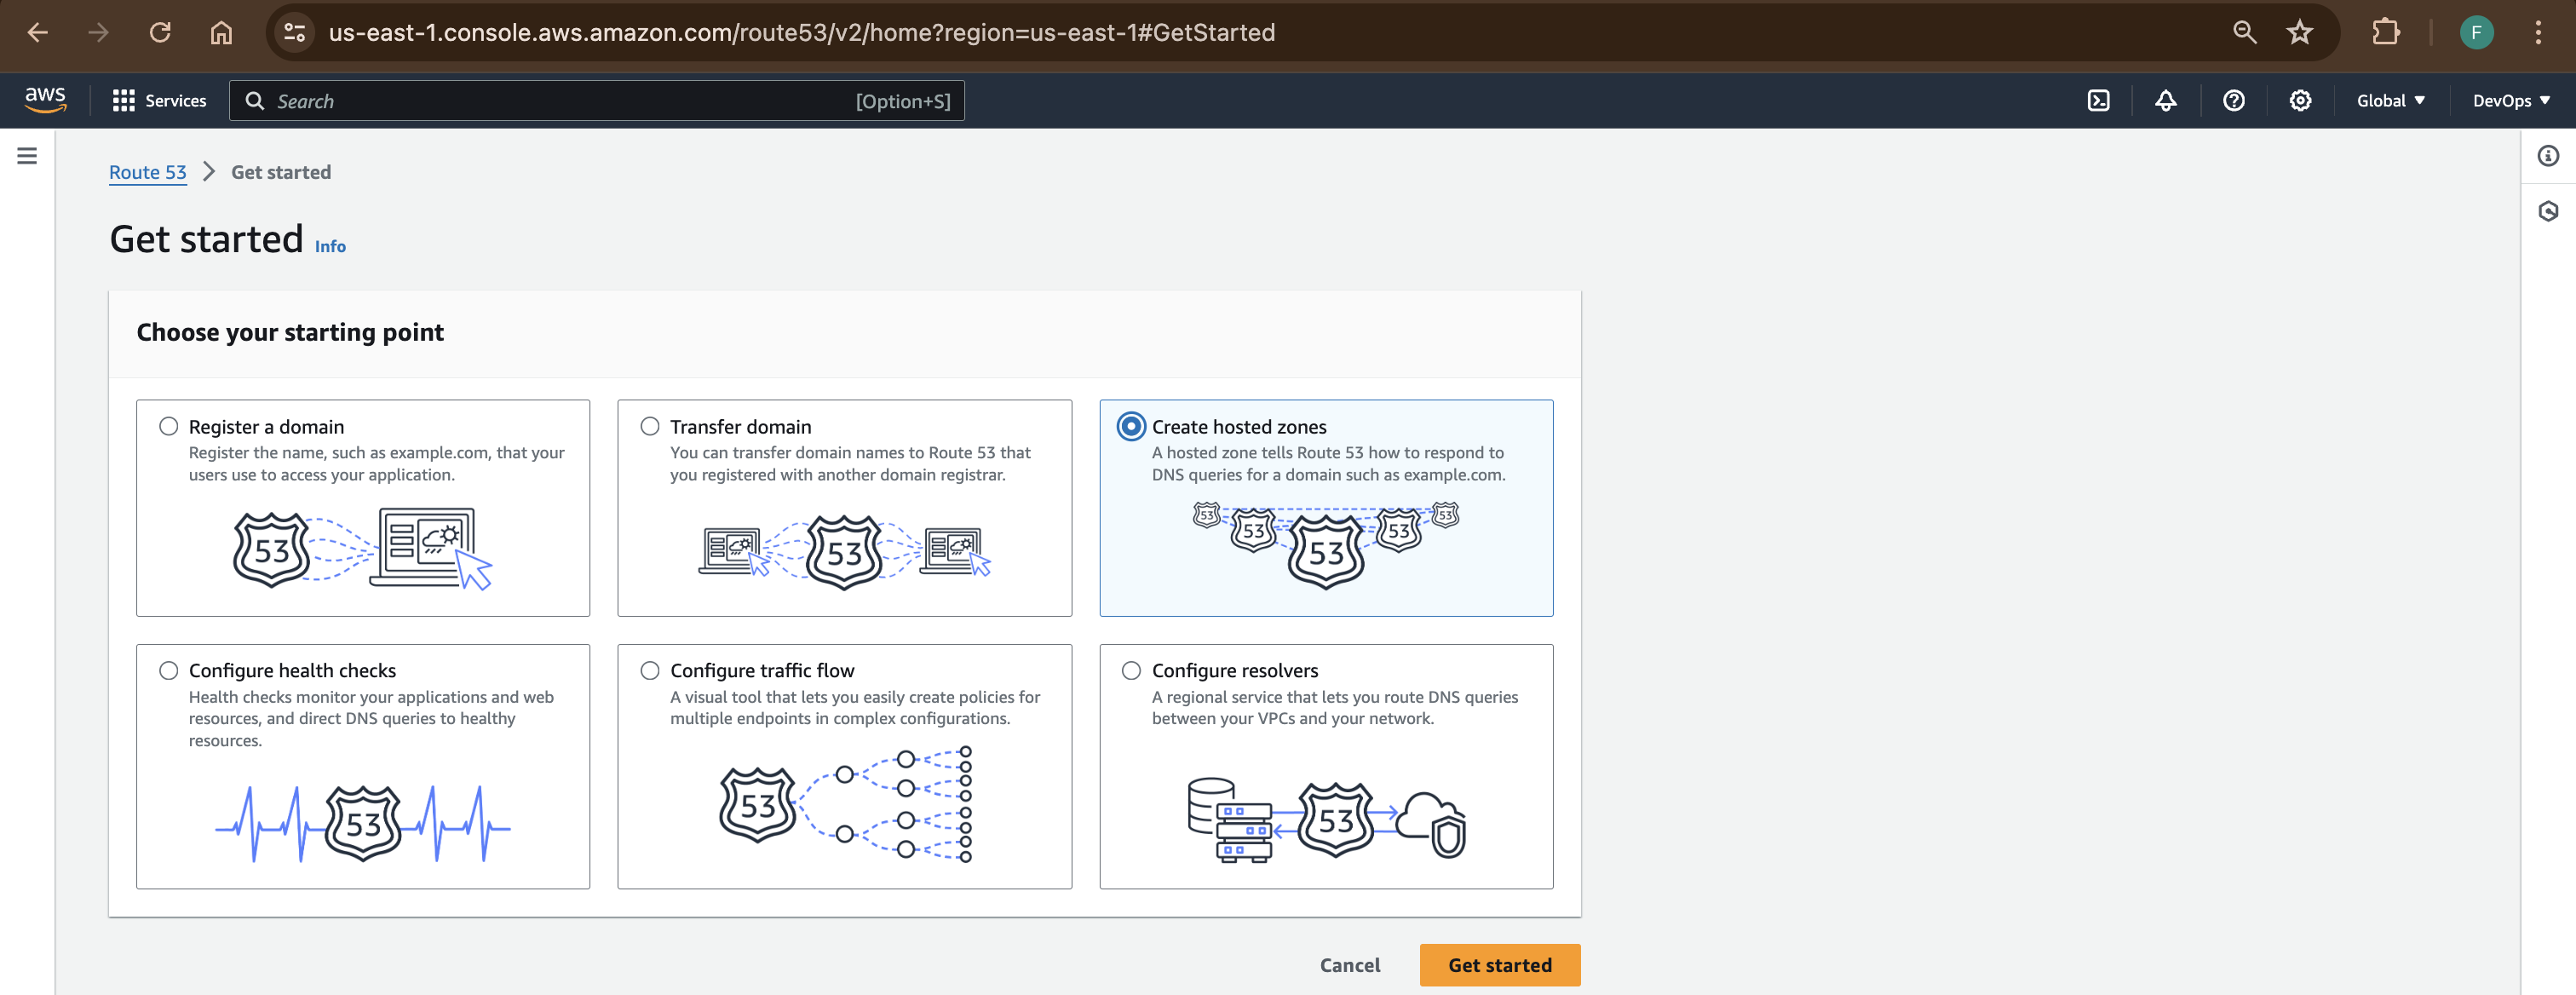 us-east-1.console.aws.amazon.com/route53/v2/home?region=us-east-1#GetStarted
F
aws
Services
Search
[Option+S]
Global
DevOps
Route 53
Get started
Get started
Info
Choose your starting point
Register a domain
Register the name, such as example.com, that your
users use to access your application.
53
Transfer domain
You can transfer domain names to Route 53 that
you registered with another domain registrar.
53
Create hosted zones
A hosted zone tells Route 53 how to respond to
DNS queries for a domain such as example.com.
53
53
53
53
53
Configure health checks
Health checks monitor your applications and web
resources, and direct DNS queries to healthy
resources.
53
Configure traffic flow
A visual tool that lets you easily create policies for
multiple endpoints in complex configurations.
53
Configure resolvers
A regional service that lets you route DNS queries
between your VPCs and your network.
53
Cancel
Get started